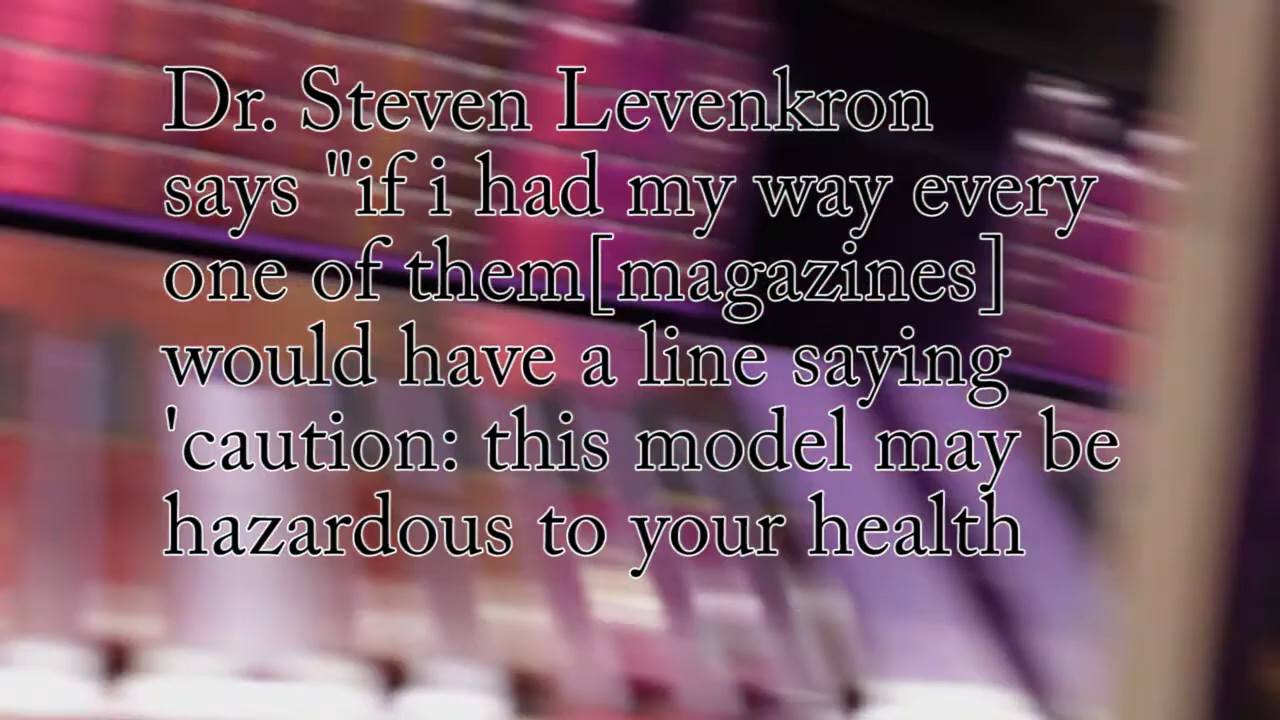 Dr. Steven Levenkron
says "if i had my way every
one of them[magazines]
would have a line saying
'caution: this model may be
hazardous to your health